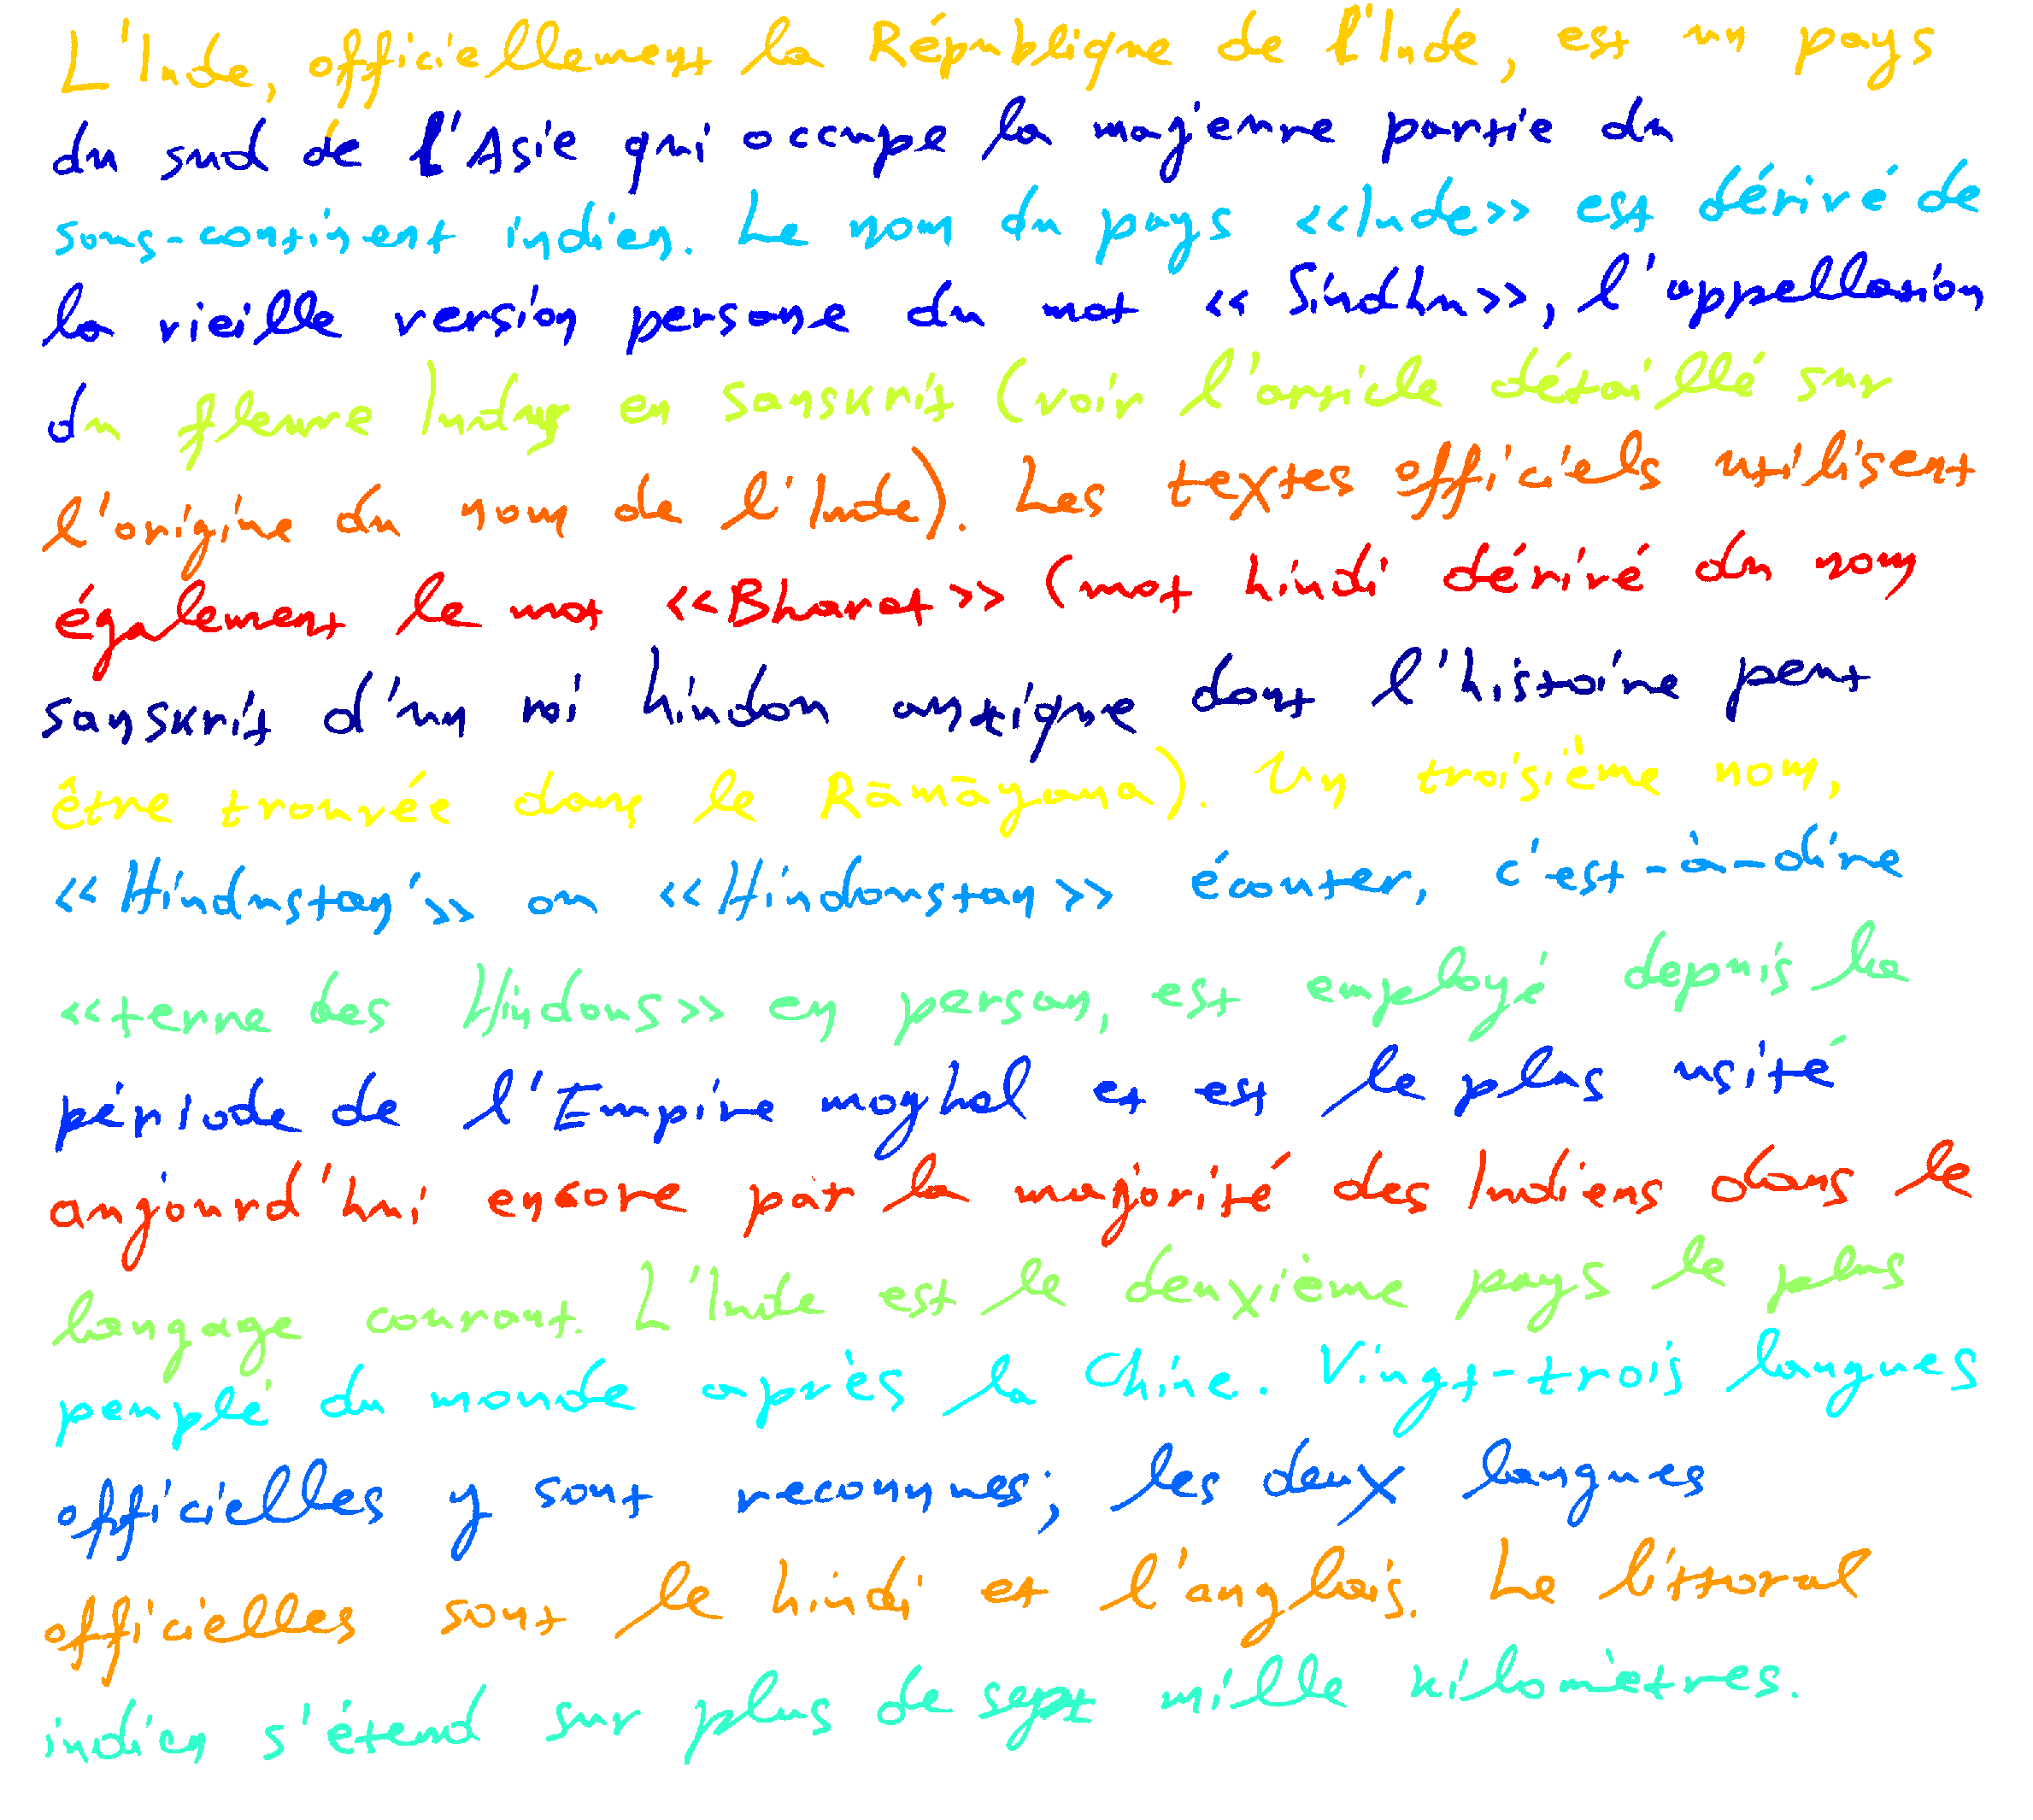 L'Inde, officiellement la République de l'Inde, est un pays
du sud de l'Asie qui occupe la majeure partie du
sous-continent indien. Le nom du pays <<Inde>> est dérivé de
la vieille version persane du mot << Sindhu>>, l'appellation
du fleuve Indus en sanskrit (voir l'article détaillé sur
l'origine du nom de l'Inde). Les textes officiels utilisent
également le mot <<Bharat>> (mot hindi dérivé du nom
sanskrit d'un roi hindou antique dont l'histoire peut
être trouvée dans le Rāmāyana). Un troisième nom,
<<Hindustan>> ou <<Hindoustan>> écouter, c'est-à-dire
<<terre des Hindous>> en persan, est employé depuis la
période de l'Empire moghol et est le plus usité
aujourd'hui encore par la majorité des Indiens dans le
langage courant. L'Inde est le deuxième pays le plus
peuplé du monde après la Chine. Vingt-trois langues
officielles y sont reconnues; les deux langues
officielles sont le hindi et l'anglais. Le littoral
indien s'étend sur plus de sept mille kilomètres.